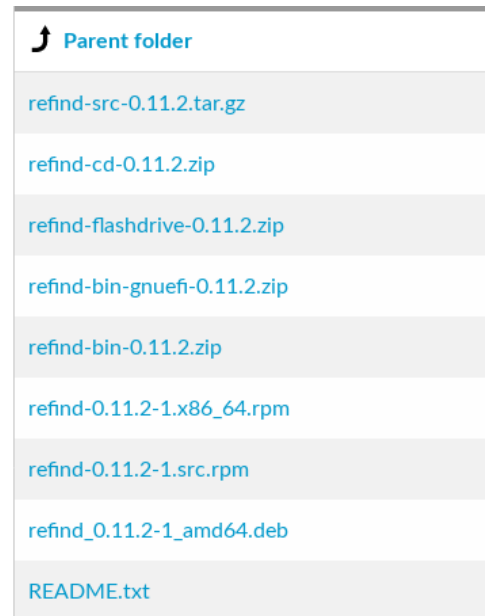 Parent folder
refind-src-0.11.2.tar.gz
refind-cd-0.11.2.zip
refind-flashdrive-0.11.2.zip
refind-bin-gnuefi-0.11.2.zip
refind-bin-0.11.2.zip
refind-0.11.2-1.x86_64.rpm
refind-0.11.2-1.src.rpm
refind_0.11.2-1_amd64.deb
README.txt